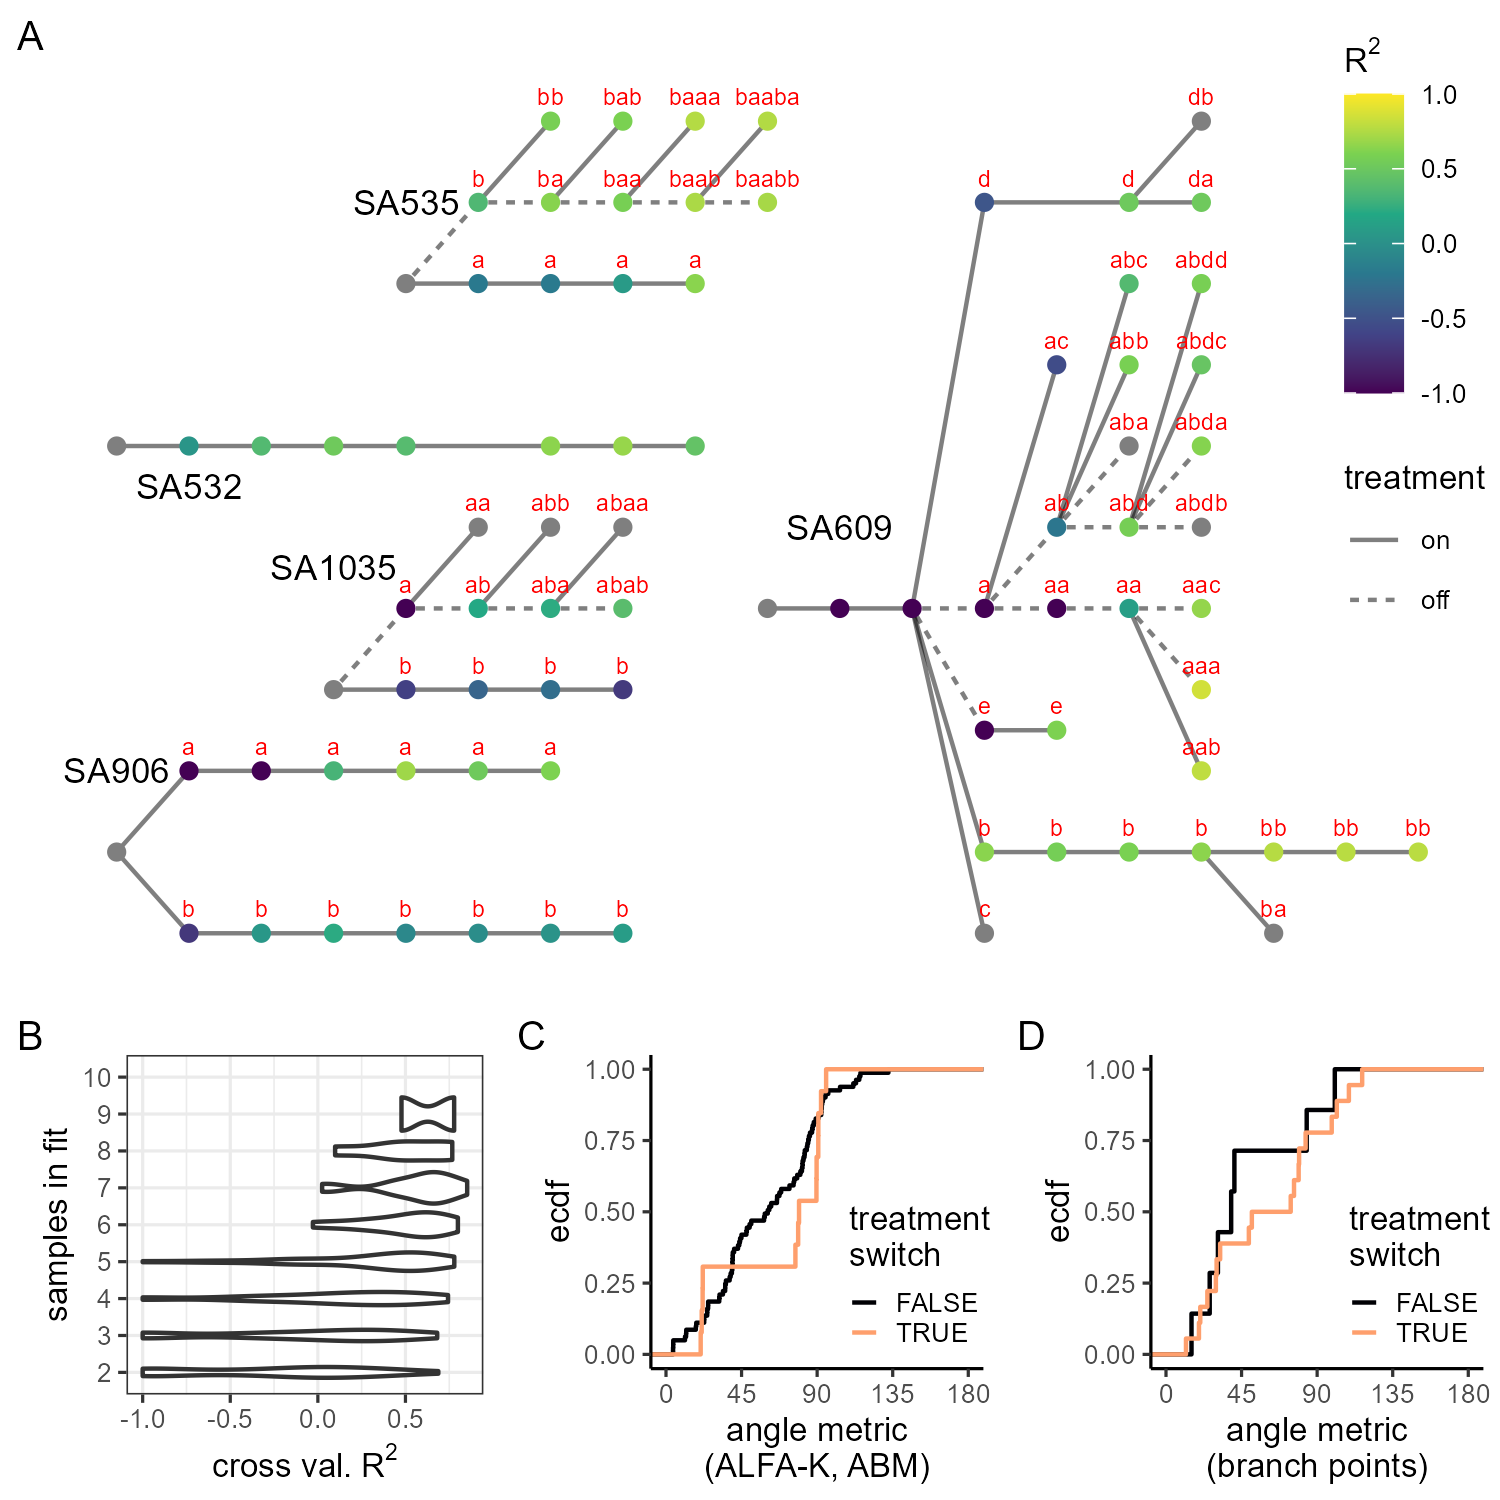 A
R2
1.0
0.5
0.0
-0.5
-1.0
treatment
on
off
bb bab baaa baaba
b ba baa baab baabb
SA535
a a a a
SA532
aa abb abaa
SA1035
a ab aba abab
b b b b
a a a a a a
SA906
b b b b b b b
db
d d da
abc abdd
ac abb abdc
aba abda
ab abd abdb
SA609
a aa aa aac
aaa
e e
aab
b b b b bb bb bb
c ba
B
10
9
8
7
6
5
4
3
2
samples in fit
-1.0 -0.5 0.0 0.5
cross val. R2
C
1.00
0.75
0.50
0.25
0.00
ecdf
treatment
switch
FALSE
TRUE
0 45 90 135 180
angle metric
(ALFA-K, ABM)
D
1.00
0.75
0.50
0.25
0.00
ecdf
treatment
switch
FALSE
TRUE
0 45 90 135 180
angle metric
(branch points)